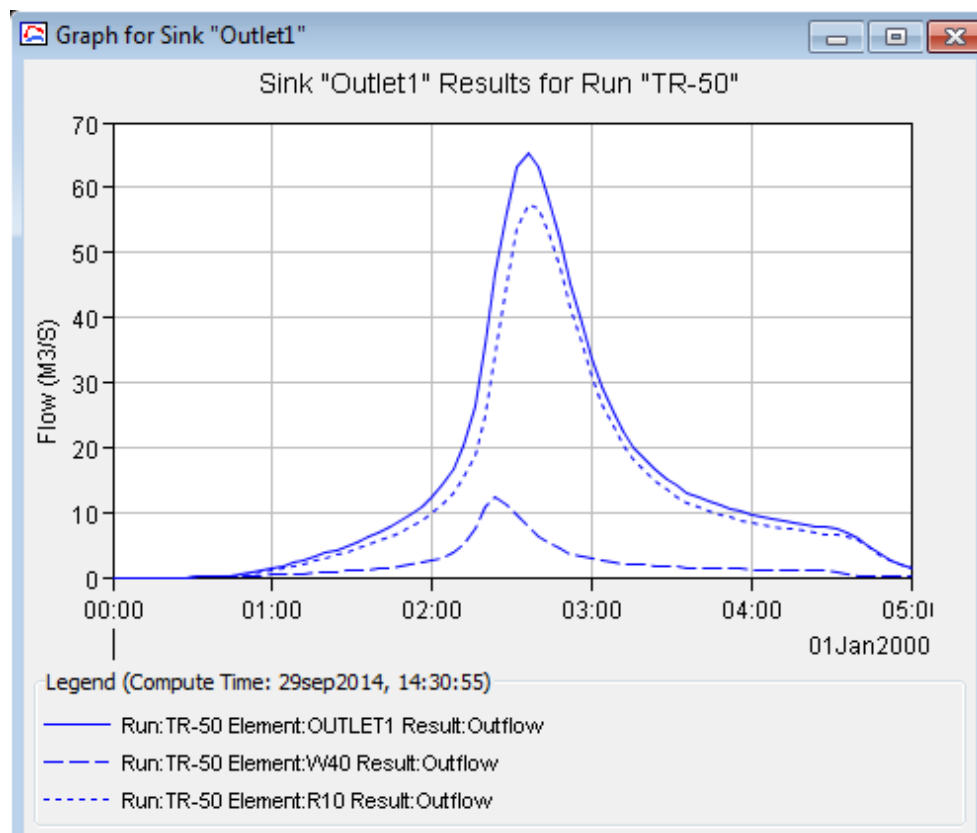 Graph for Sink "Outlet1"
Sink "Outlet1" Results for Run "TR-50"
70
60
50
40
30
20
10
0
Flow (M3/S)
00:00 01:00 02:00 03:00 04:00 05:0
01Jan2000
Legend (Compute Time: 29sep2014, 14:30:55)
Run:TR-50 Element:OUTLET1 Result:Outflow
Run:TR-50 Element:W40 Result:Outflow
Run:TR-50 Element:R10 Result:Outflow